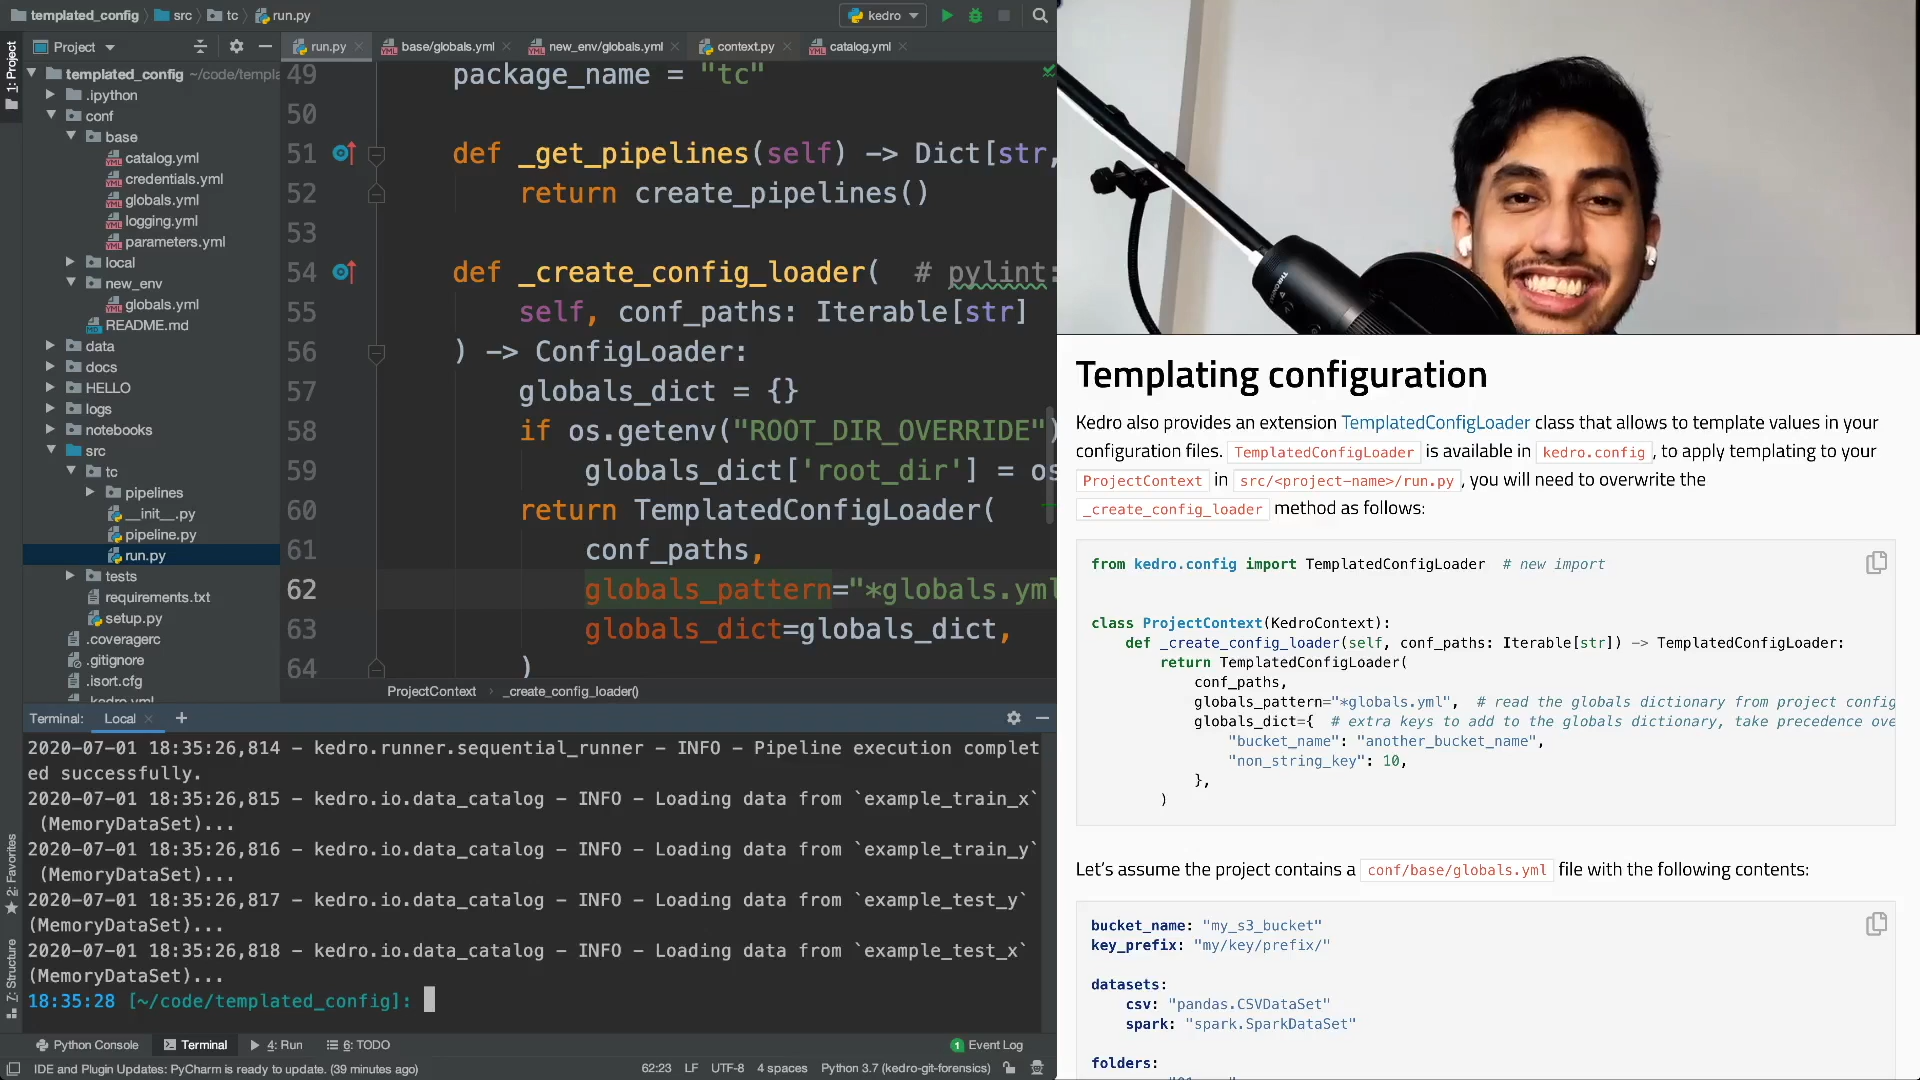 templated_config
src
tc
run.py
kedro
1: Project
Project
run.py
base/globals.yml
new_env/globals.yml
context.py
catalog.yml
templated_config ~/code/templa
.ipython
conf
base
catalog.yml
credentials.yml
globals.yml
logging.yml
parameters.yml
local
new_env
globals.yml
README.md
data
docs
HELLO
logs
notebooks
src
tc
pipelines
__init__.py
pipeline.py
run.py
tests
requirements.txt
setup.py
.coveragerc
.gitignore
.isort.cfg
.kedro.yml
49 package_name = "tc"
50
51 def _get_pipelines(self) -> Dict[str,
52 return create_pipelines()
53
54 def _create_config_loader( # pylint:
55 self, conf_paths: Iterable[str]
56 ) -> ConfigLoader:
57 globals_dict = {}
58 if os.getenv("ROOT_DIR_OVERRIDE")
59 globals_dict['root_dir'] = os
60 return TemplatedConfigLoader(
61 conf_paths,
62 globals_pattern="*globals.yml
63 globals_dict=globals_dict,
64 )
ProjectContext › _create_config_loader()
Terminal: Local +
2020-07-01 18:35:26,814 - kedro.runner.sequential_runner - INFO - Pipeline execution complet
ed successfully.
2020-07-01 18:35:26,815 - kedro.io.data_catalog - INFO - Loading data from `example_train_x`
(MemoryDataSet)...
2020-07-01 18:35:26,816 - kedro.io.data_catalog - INFO - Loading data from `example_train_y`
(MemoryDataSet)...
2020-07-01 18:35:26,817 - kedro.io.data_catalog - INFO - Loading data from `example_test_y`
(MemoryDataSet)...
2020-07-01 18:35:26,818 - kedro.io.data_catalog - INFO - Loading data from `example_test_x`
(MemoryDataSet)...
18:35:28 [~/code/templated_config]:
2: Favorites
7: Structure
Python Console
Terminal
4: Run
6: TODO
1 Event Log
IDE and Plugin Updates: PyCharm is ready to update. (39 minutes ago)
62:23 LF UTF-8 4 spaces Python 3.7 (kedro-git-forensics)
Templating configuration
Kedro also provides an extension TemplatedConfigLoader class that allows to template values in your
configuration files. TemplatedConfigLoader is available in kedro.config, to apply templating to your
ProjectContext in src/<project-name>/run.py, you will need to overwrite the
_create_config_loader method as follows:
from kedro.config import TemplatedConfigLoader # new import
class ProjectContext(KedroContext):
def _create_config_loader(self, conf_paths: Iterable[str]) -> TemplatedConfigLoader:
return TemplatedConfigLoader(
conf_paths,
globals_pattern="*globals.yml", # read the globals dictionary from project config
globals_dict={ # extra keys to add to the globals dictionary, take precedence ove
"bucket_name": "another_bucket_name",
"non_string_key": 10,
},
)
Let's assume the project contains a conf/base/globals.yml file with the following contents:
bucket_name: "my_s3_bucket"
key_prefix: "my/key/prefix/"
datasets:
csv: "pandas.CSVDataSet"
spark: "spark.SparkDataSet"
folders: